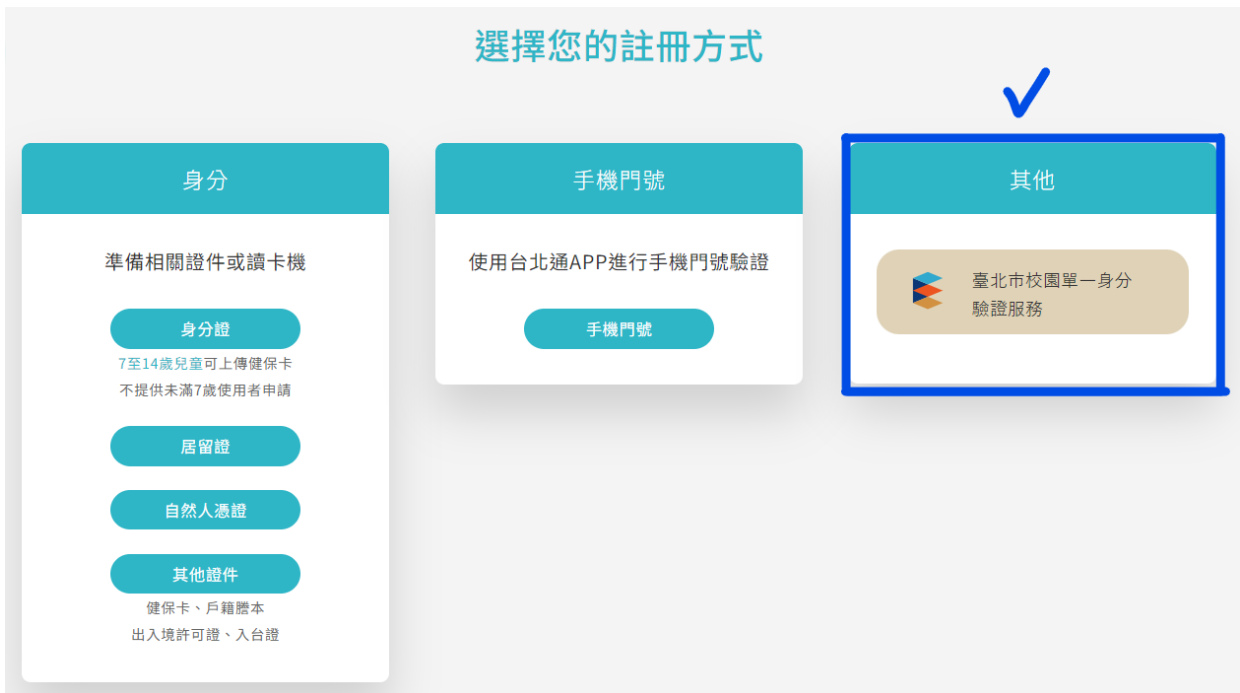 選擇您的註冊方式
身分
準備相關證件或讀卡機
身分證
7至14歲兒童可上傳健保卡
不提供未滿7歲使用者申請
居留證
自然人憑證
其他證件
健保卡、戶籍謄本
出入境許可證、入台證
手機門號
使用台北通APP進行手機門號驗證
手機門號
其他
臺北市校園單一身分
驗證服務